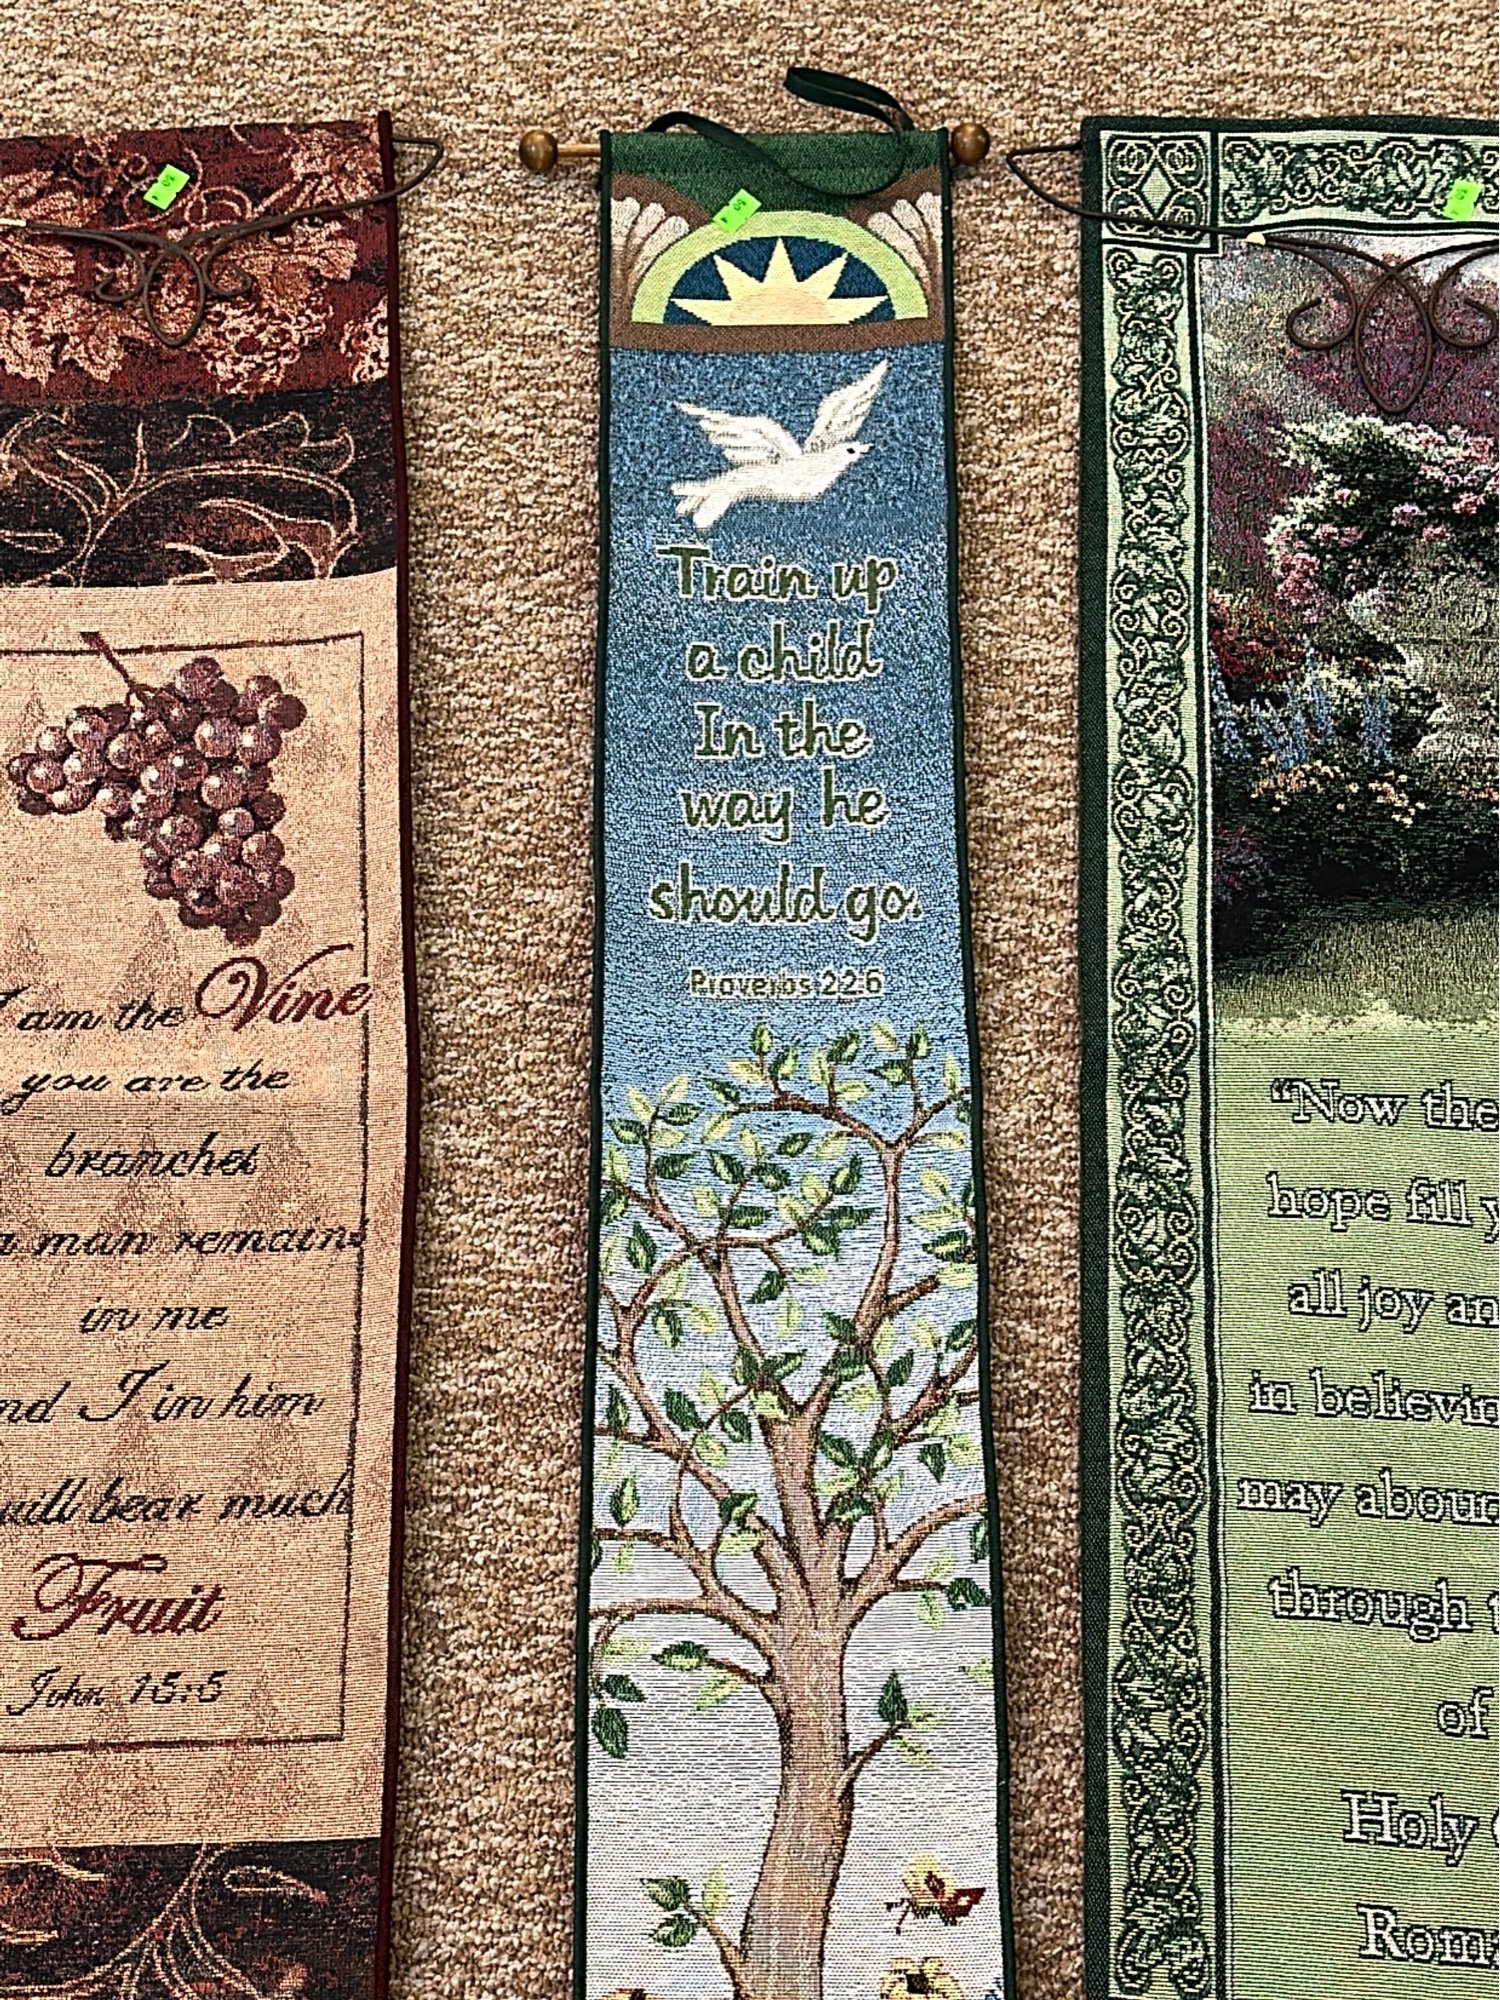 I am the Vine
you are the
branches
a man remains
in me
nd I in him
will bear much
Fruit
John 15:5
Train up
a child
In the
way he
should go.
Proverbs 22:6
"Now the
hope fill y
all joy an
in believin
may aboun
through t
of
Holy
Rom